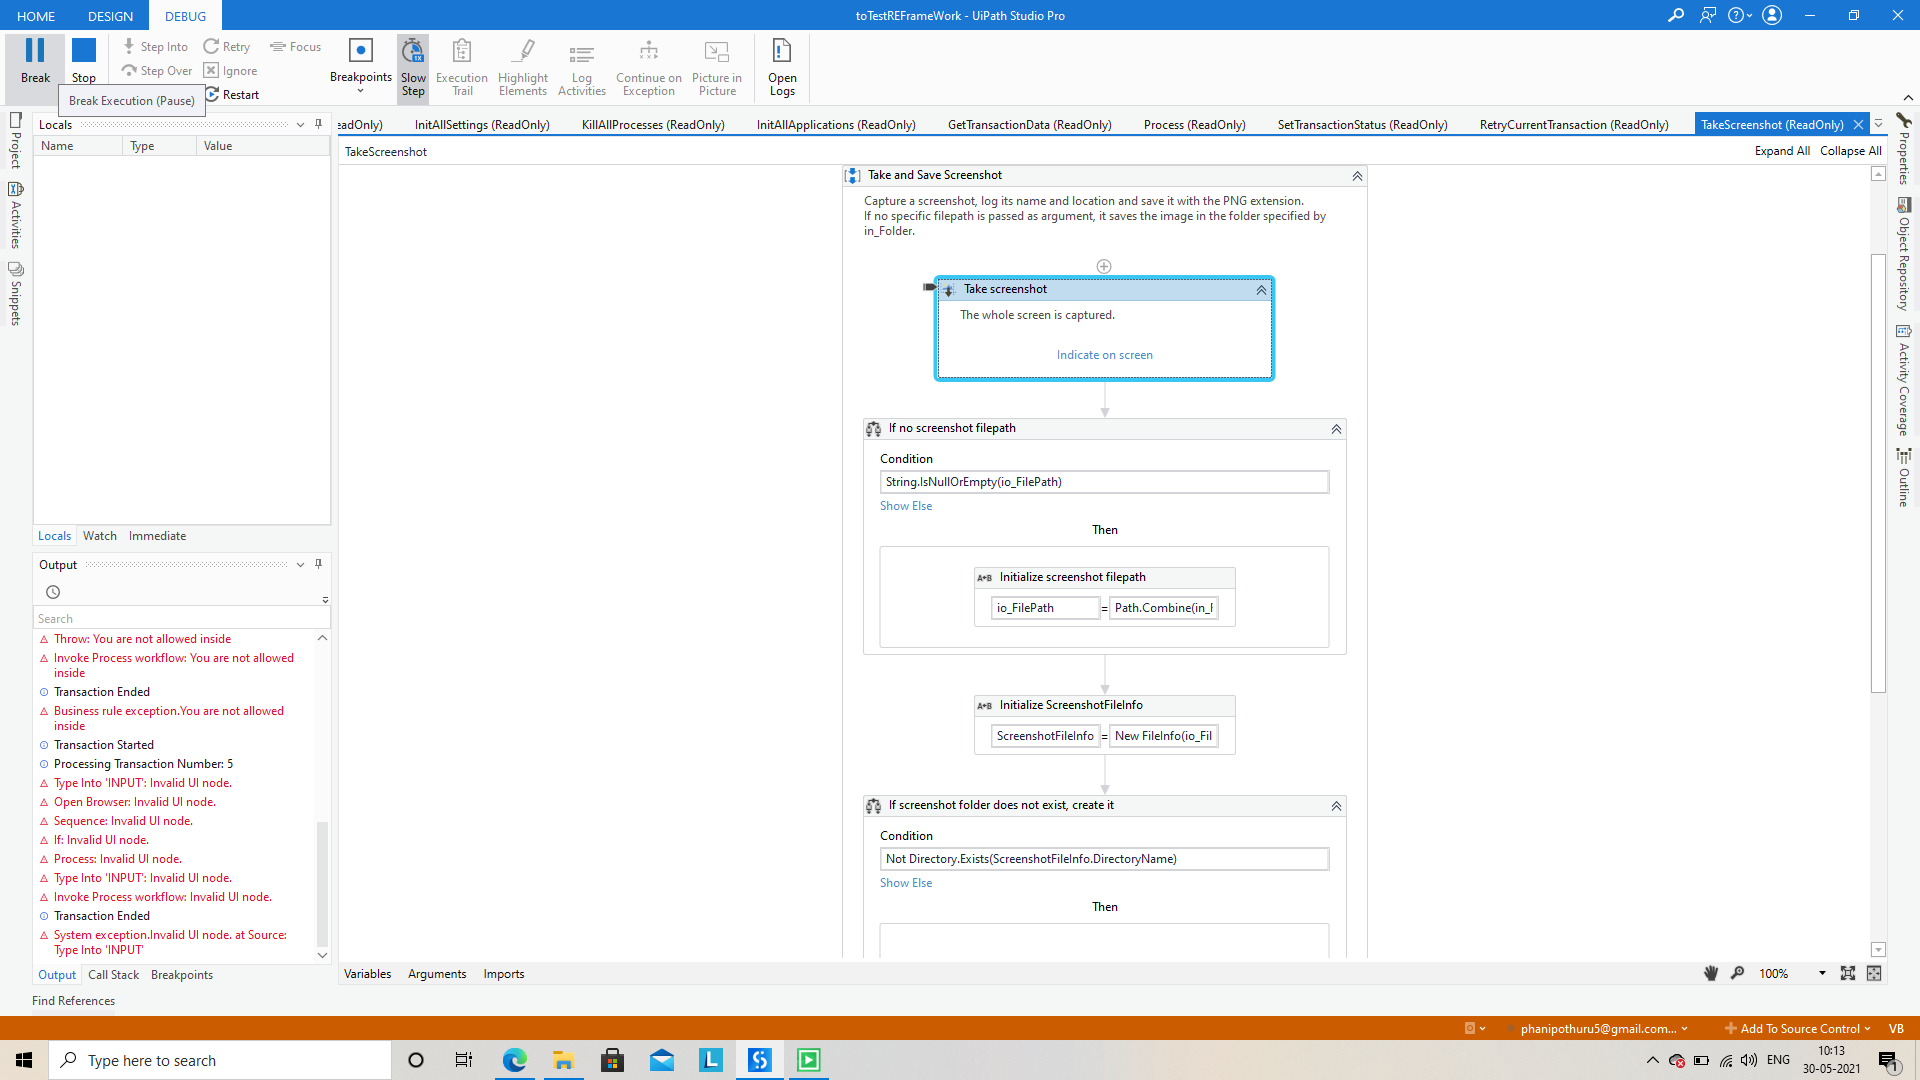 HOME DESIGN DEBUG
toTestREFrameWork - UiPath Studio Pro
Break
Stop
Step Into
Step Over
Retry
Ignore
Restart
Focus
Breakpoints
1X
Slow
Step
Execution
Trail
Highlight
Elements
Log
Activities
Continue on
Exception
Picture in
Picture
Open
Logs
Break Execution (Pause)
Project
Activities
Snippets
Locals
Name Type Value
Locals Watch Immediate
Output
Search
Throw: You are not allowed inside
Invoke Process workflow: You are not allowed
inside
Transaction Ended
Business rule exception.You are not allowed
inside
Transaction Started
Processing Transaction Number: 5
Type Into 'INPUT': Invalid UI node.
Open Browser: Invalid UI node.
Sequence: Invalid UI node.
If: Invalid UI node.
Process: Invalid UI node.
Type Into 'INPUT': Invalid UI node.
Invoke Process workflow: Invalid UI node.
Transaction Ended
System exception.Invalid UI node. at Source:
Type Into 'INPUT'
Output Call Stack Breakpoints
Find References
eadOnly) InitAllSettings (ReadOnly) KillAllProcesses (ReadOnly) InitAllApplications (ReadOnly) GetTransactionData (ReadOnly) Process (ReadOnly) SetTransactionStatus (ReadOnly) RetryCurrentTransaction (ReadOnly) TakeScreenshot (ReadOnly)
TakeScreenshot
Expand All Collapse All
Take and Save Screenshot
Capture a screenshot, log its name and location and save it with the PNG extension.
If no specific filepath is passed as argument, it saves the image in the folder specified by
in_Folder.
Take screenshot
The whole screen is captured.
Indicate on screen
If no screenshot filepath
Condition
String.IsNullOrEmpty(io_FilePath)
Show Else
Then
A+B Initialize screenshot filepath
io_FilePath = Path.Combine(in_F
A+B Initialize ScreenshotFileInfo
ScreenshotFileInfo = New FileInfo(io_Fil
If screenshot folder does not exist, create it
Condition
Not Directory.Exists(ScreenshotFileInfo.DirectoryName)
Show Else
Then
Variables Arguments Imports
100%
Properties
Object Repository
Activity Coverage
Outline
phanipothuru5@gmail.com...
Add To Source Control
VB
Type here to search
L
ENG
10:13
30-05-2021
1